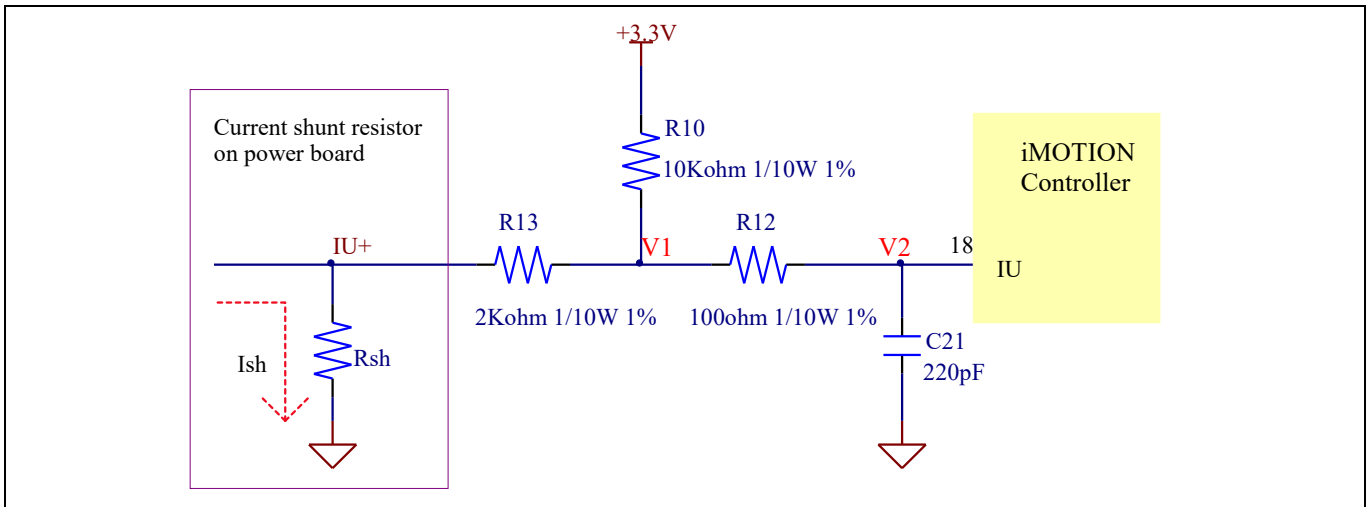 +3.3V
Current shunt resistor
on power board
R10
10Kohm 1/10W 1%
iMOTION
Controller
R13
R12
IU+
V1
V2
18
IU
2Kohm 1/10W 1%
100ohm 1/10W 1%
C21
220pF
Ish
Rsh